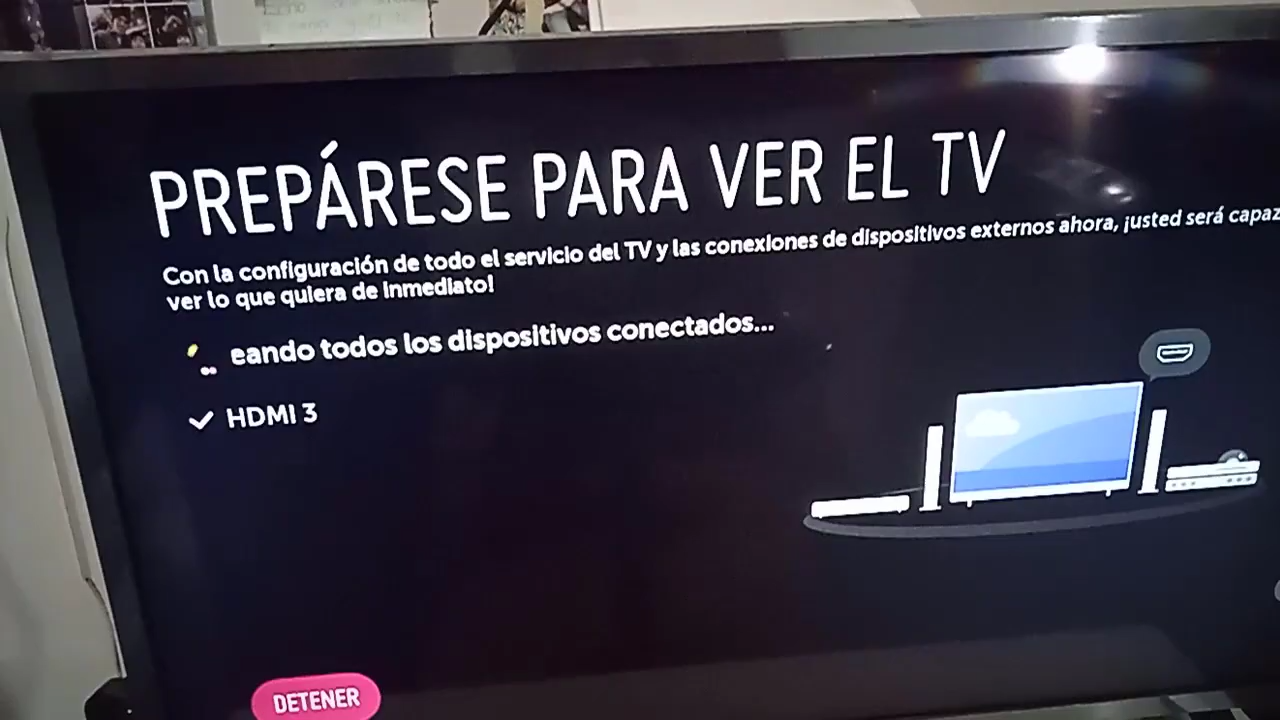 PREPÁRESE PARA VER EL TV
Con la configuración de todo el servicio del TV y las conexiones de dispositivos externos ahora, ¡usted será capaz
ver lo que quiera de inmediato!
eando todos los dispositivos conectados...
HDMI 3
DETENER